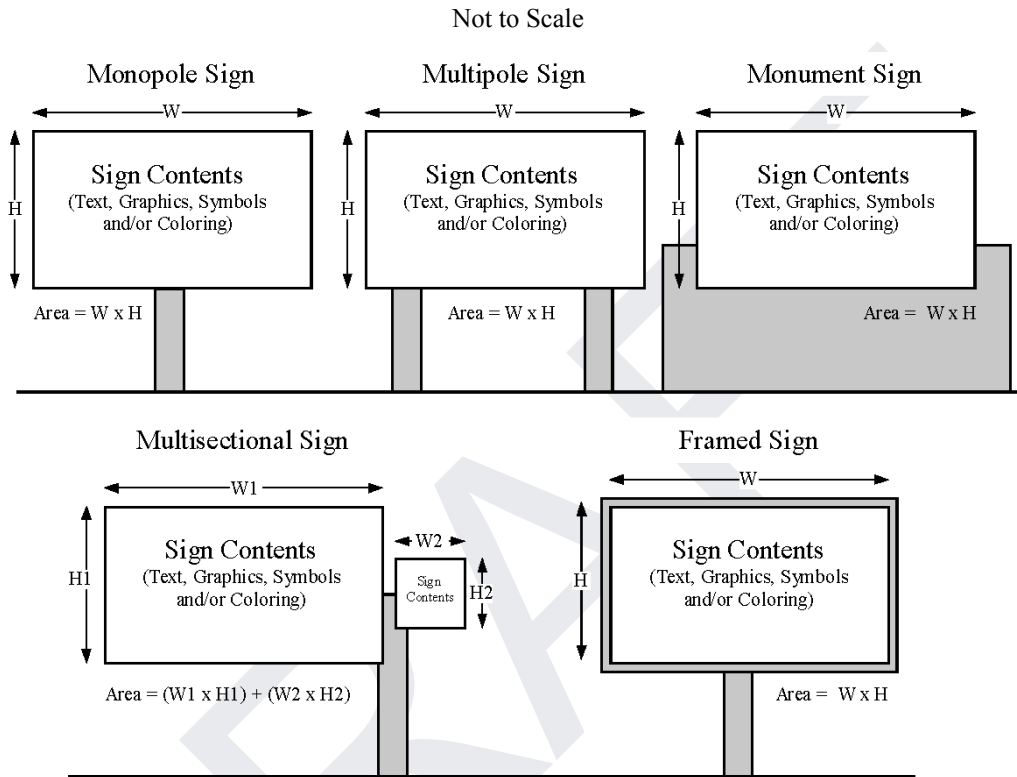 Not to Scale
Monopole Sign
W
H
Sign Contents
(Text, Graphics, Symbols
and/or Coloring)
Area = W x H
Multipole Sign
W
H
Sign Contents
(Text, Graphics, Symbols
and/or Coloring)
Area = W x H
Monument Sign
W
H
Sign Contents
(Text, Graphics, Symbols
and/or Coloring)
Area = W x H
Multisectional Sign
W1
H1
Sign Contents
(Text, Graphics, Symbols
and/or Coloring)
W2
H2
Sign
Contents
Area = (W1 x H1) + (W2 x H2)
Framed Sign
W
H
Sign Contents
(Text, Graphics, Symbols
and/or Coloring)
Area = W x H